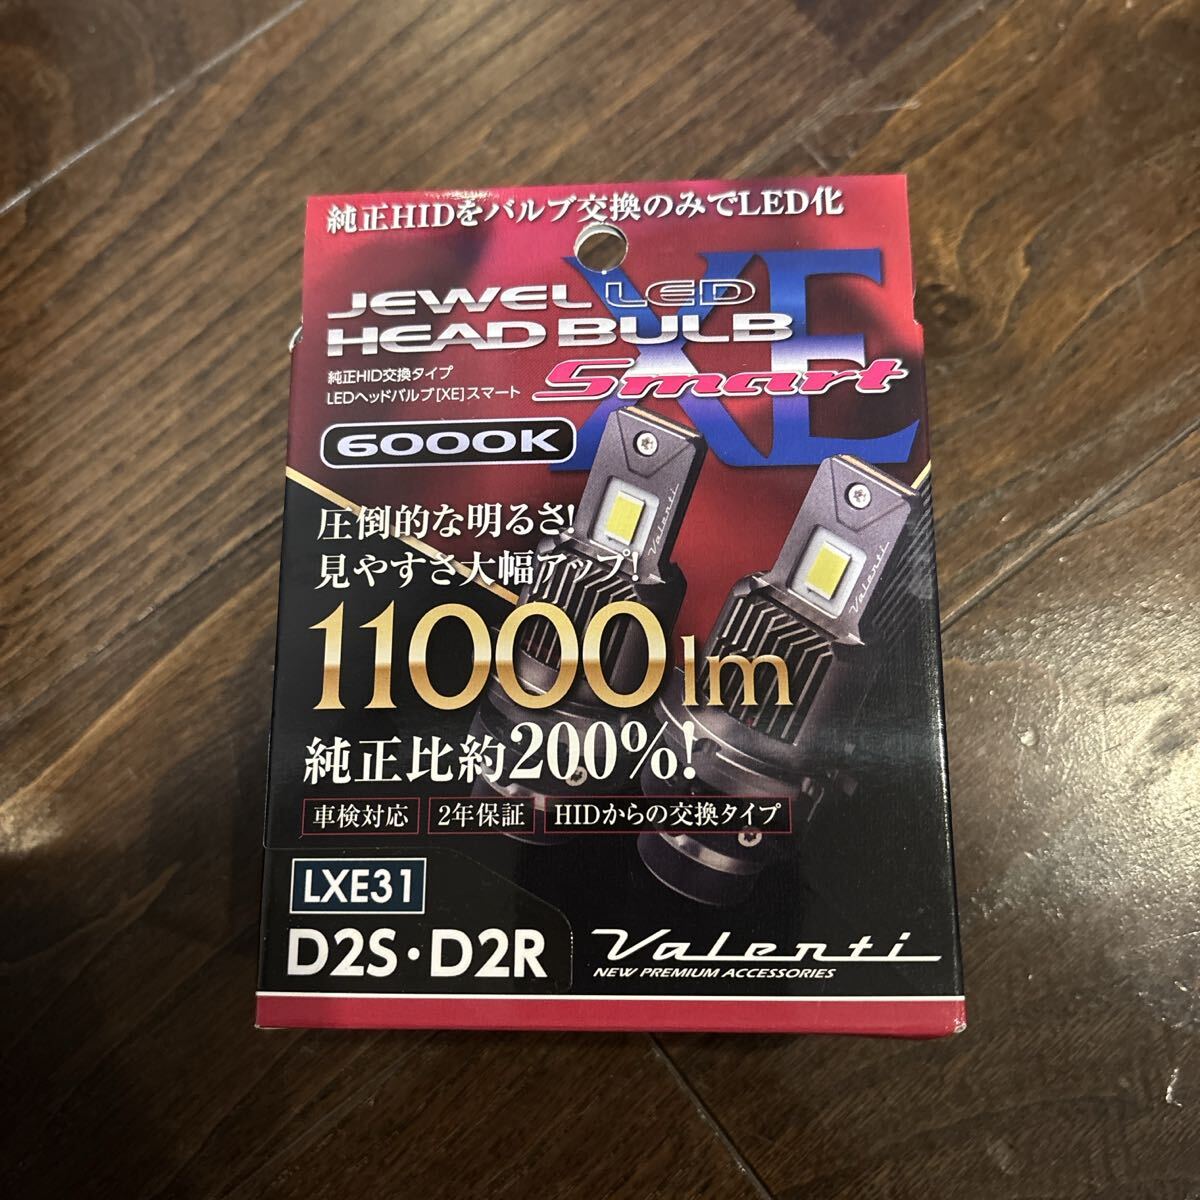 純正HIDをバルブ交換のみでLED化
XE
JEWEL LED
HEAD BULB
Smart
純正HID交換タイプ
LEDヘッドバルブ[XE]スマート
6000K
圧倒的な明るさ!
見やすさ大幅アップ!
11000lm
純正比約200%!
車検対応 2年保証 HIDからの交換タイプ
Valenti
Valenti
LXE31
D2S・D2R
Valenti
NEW PREMIUM ACCESSORIES